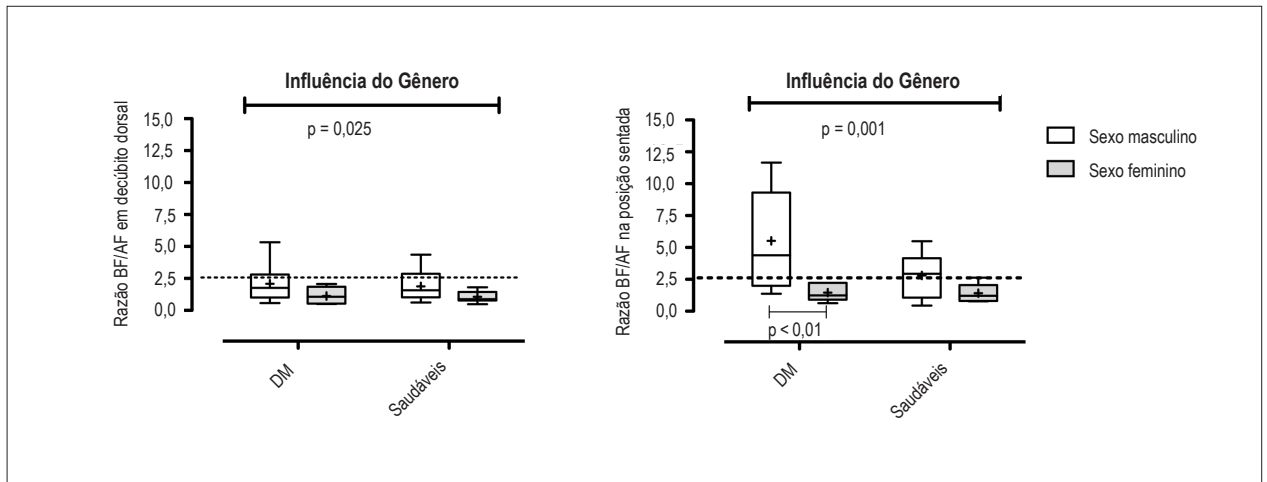 Influência do Gênero
p = 0,025
Razão BF/AF em decúbito dorsal
15,0
12,5
10,0
7,5
5,0
2,5
0,0
DM
Saudáveis
Influência do Gênero
p = 0,001
Razão BF/AF na posição sentada
15,0
12,5
10,0
7,5
5,0
2,5
0,0
p < 0,01
DM
Saudáveis
Sexo masculino
Sexo feminino